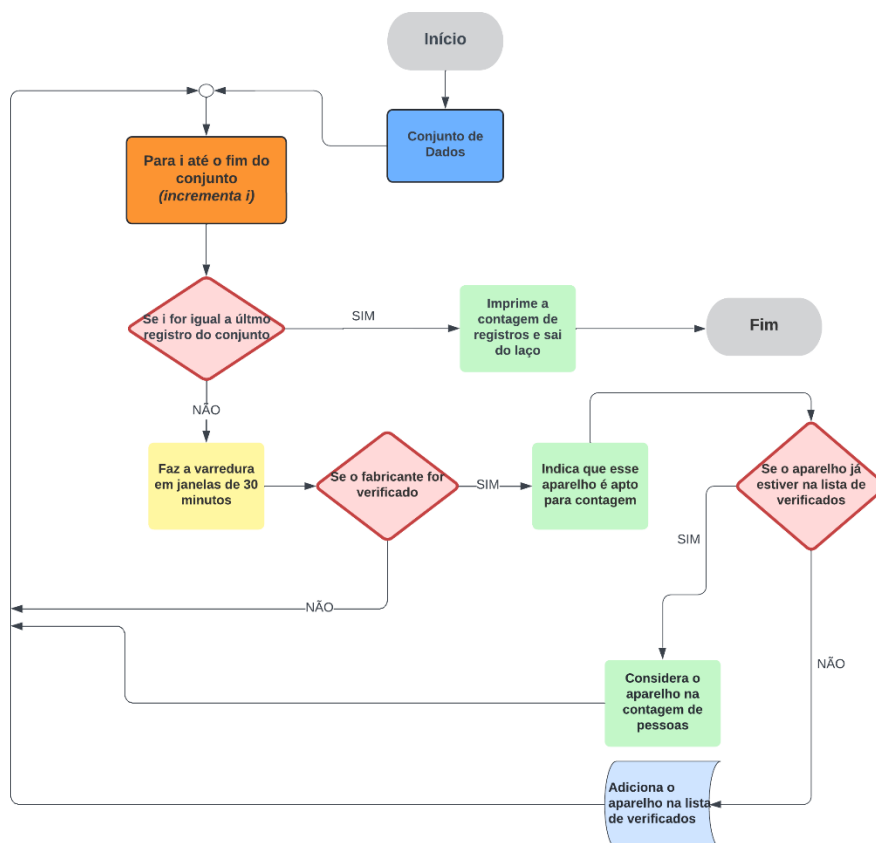 Início
Conjunto de
Dados
Para i até o fim do
conjunto
(incrementa i)
Se i for igual a últmo
registro do conjunto
SIM
Imprime a
contagem de
registros e sai
do laço
Fim
NÃO
Faz a varredura
em janelas de 30
minutos
Se o fabricante for
verificado
SIM
Indica que esse
aparelho é apto
para contagem
Se o aparelho já
estiver na lista de
verificados
SIM
NÃO
NÃO
Considera o
aparelho na
contagem de
pessoas
Adiciona o
aparelho na lista
de verificados